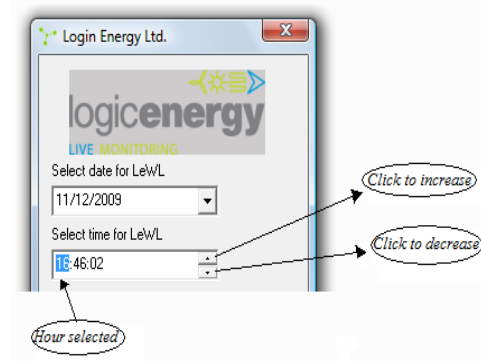 Login Energy Ltd.
logicenergy
LIVE MONITORING
Select date for LeWL
11/12/2009
Click to increase
Select time for LeWL
Click to decrease
16:46:02
Hour selected